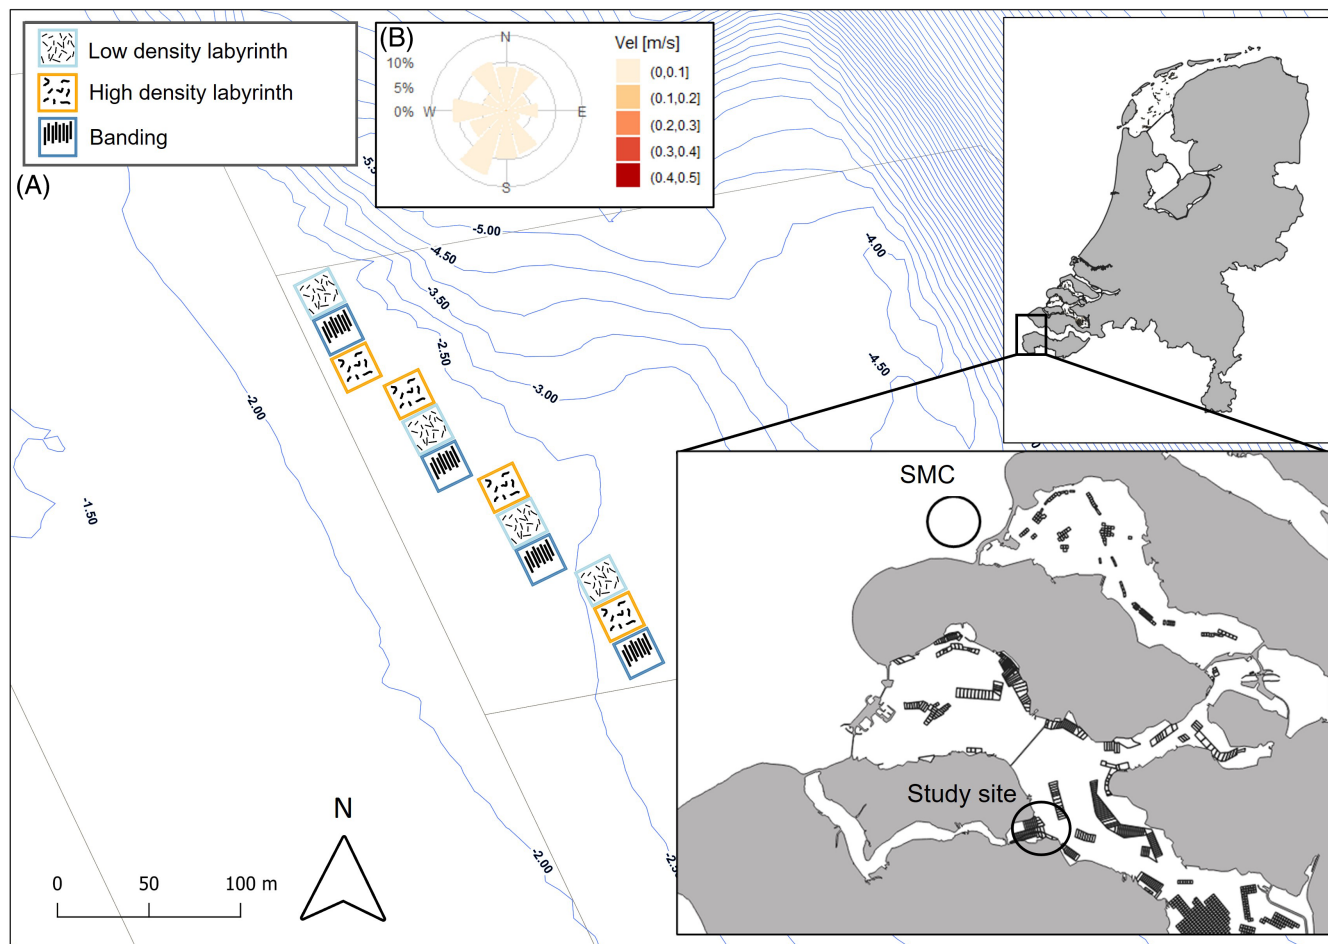 Low density labyrinth
High density labyrinth
Banding
(A)
(B)
N
10%
5%
0%
W
E
S
Vel [m/s]
(0,0.1]
(0.1,0.2]
(0.2,0.3]
(0.3,0.4]
(0.4,0.5]
-5.00
-4.50
-4.00
-3.50
-2.50
-3.00
-4.50
-2.00
-1.50
-2.00
SMC
Study site
N
0 50 100 m